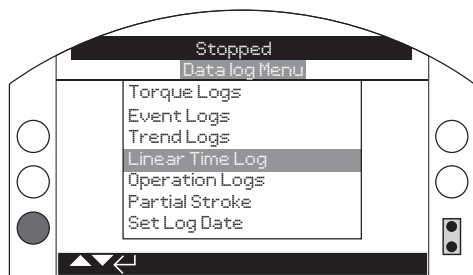 Stopped
Data log Menu
Torque Logs
Event Logs
Trend Logs
Linear Time Log
Operation Logs
Partial Stroke
Set Log Date